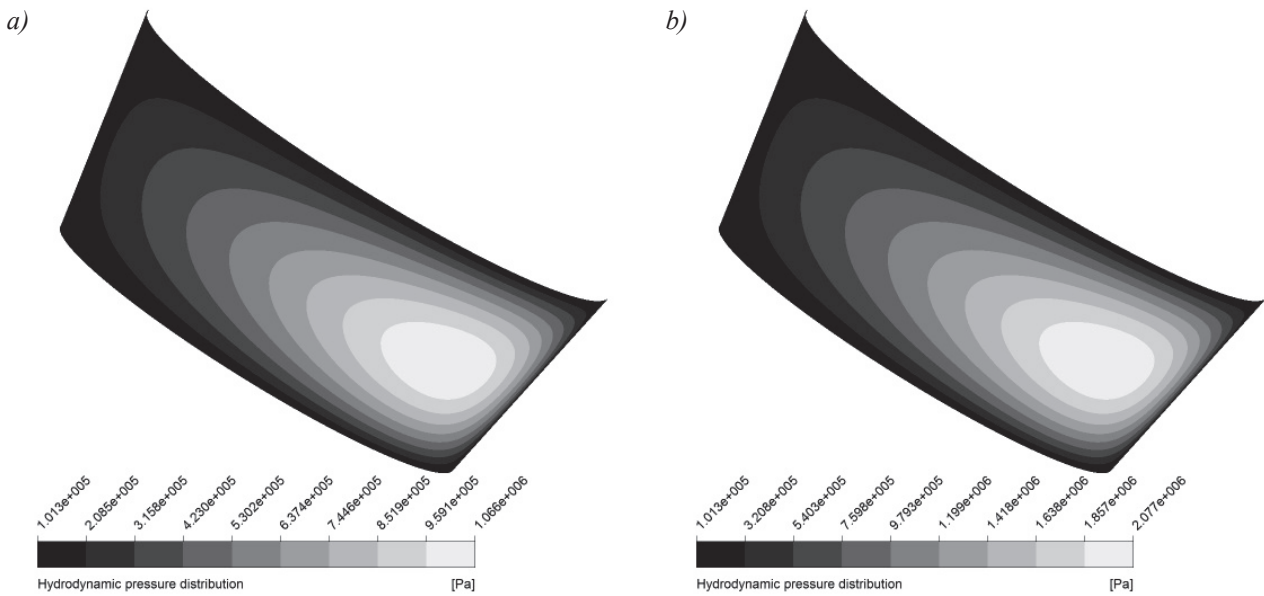 a)
b)
1.013e+005
2.085e+005
3.158e+005
4.230e+005
5.302e+005
6.374e+005
7.446e+005
8.519e+005
9.591e+005
1.066e+006
Hydrodynamic pressure distribution
[Pa]
1.013e+005
3.208e+005
5.403e+005
7.598e+005
9.793e+005
1.199e+006
1.418e+006
1.638e+006
1.857e+006
2.077e+006
Hydrodynamic pressure distribution
[Pa]